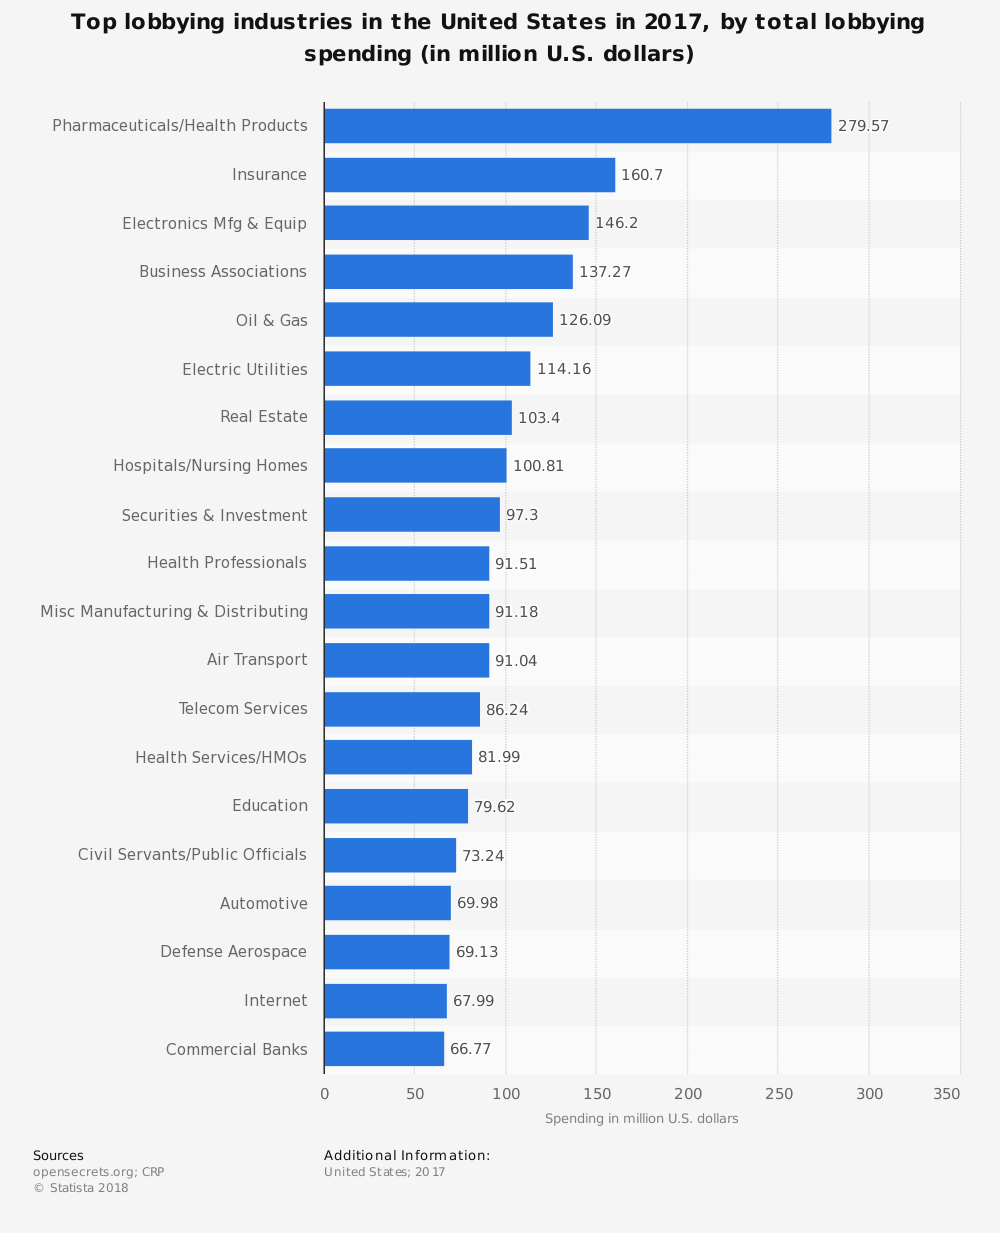 Top lobbying industries in the United States in 2017, by total lobbying
spending (in million U.S. dollars)
Pharmaceuticals/Health Products 279.57
Insurance 160.7
Electronics Mfg & Equip 146.2
Business Associations 137.27
Oil & Gas 126.09
Electric Utilities 114.16
Real Estate 103.4
Hospitals/Nursing Homes 100.81
Securities & Investment 97.3
Health Professionals 91.51
Misc Manufacturing & Distributing 91.18
Air Transport 91.04
Telecom Services 86.24
Health Services/HMOs 81.99
Education 79.62
Civil Servants/Public Officials 73.24
Automotive 69.98
Defense Aerospace 69.13
Internet 67.99
Commercial Banks 66.77
0 50 100 150 200 250 300 350
Spending in million U.S. dollars
Sources
opensecrets.org; CRP
© Statista 2018
Additional Information:
United States; 2017